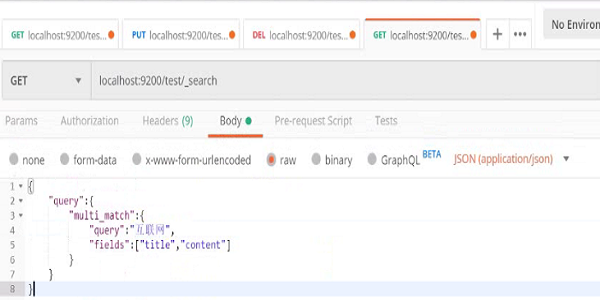 GET localhost:9200/tes... PUT localhost:9200/tes... DEL localhost:9200/tes... GET localhost:9200/tes... + ••• No Environ
GET localhost:9200/test/_search
Params Authorization Headers (9) Body Pre-request Script Tests
none form-data x-www-form-urlencoded raw binary GraphQL BETA JSON (application/json)
1 {
2 "query":{
3 "multi_match":{
4 "query":"互联网",
5 "fields":["title","content"]
6 }
7 }
8 }